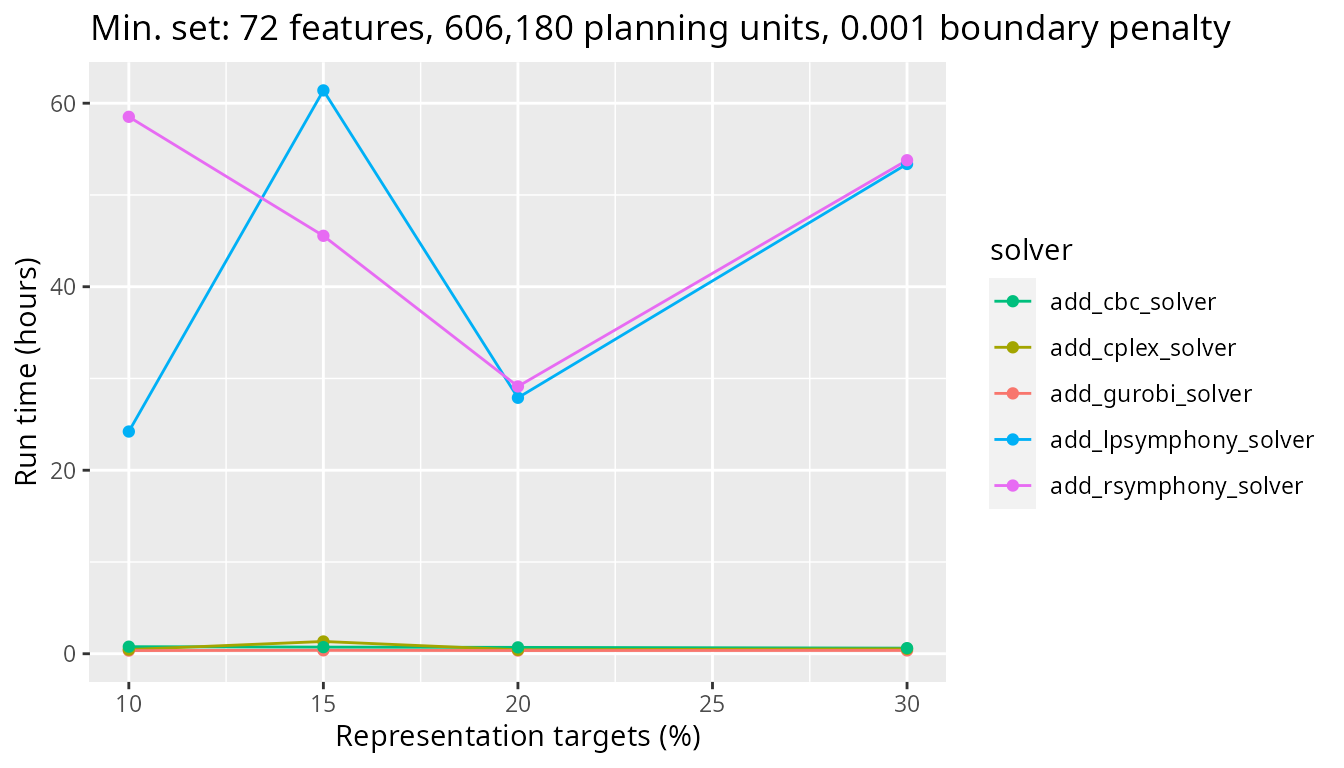 Min. set: 72 features, 606,180 planning units, 0.001 boundary penalty
60
40
20
0
Run time (hours)
10 15 20 25 30
Representation targets (%)
solver
add_cbc_solver
add_cplex_solver
add_gurobi_solver
add_lpsymphony_solver
add_rsymphony_solver